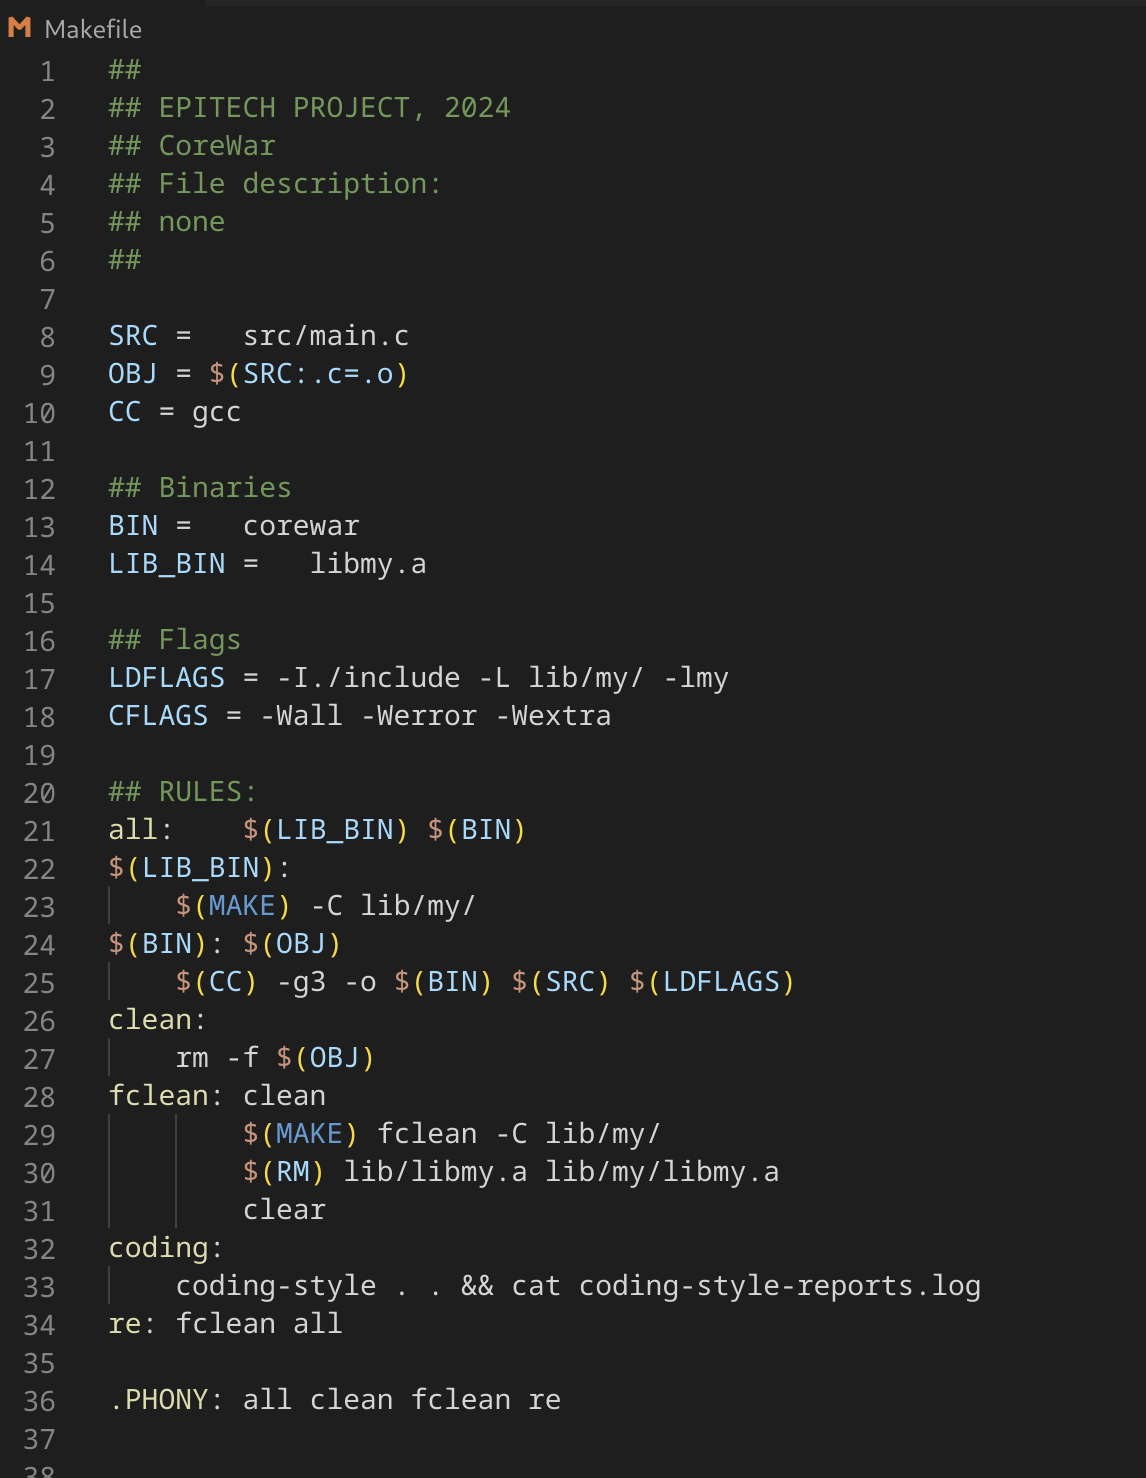 Makefile
1 ##
2 ## EPITECH PROJECT, 2024
3 ## CoreWar
4 ## File description:
5 ## none
6 ##
7
8 SRC =   src/main.c
9 OBJ = $(SRC:.c=.o)
10 CC = gcc
11
12 ## Binaries
13 BIN =   corewar
14 LIB_BIN =   libmy.a
15
16 ## Flags
17 LDFLAGS = -I./include -L lib/my/ -lmy
18 CFLAGS = -Wall -Werror -Wextra
19
20 ## RULES:
21 all:    $(LIB_BIN) $(BIN)
22 $(LIB_BIN):
23     $(MAKE) -C lib/my/
24 $(BIN): $(OBJ)
25     $(CC) -g3 -o $(BIN) $(SRC) $(LDFLAGS)
26 clean:
27     rm -f $(OBJ)
28 fclean: clean
29         $(MAKE) fclean -C lib/my/
30         $(RM) lib/libmy.a lib/my/libmy.a
31         clear
32 coding:
33     coding-style . . && cat coding-style-reports.log
34 re: fclean all
35
36 .PHONY: all clean fclean re
37
38